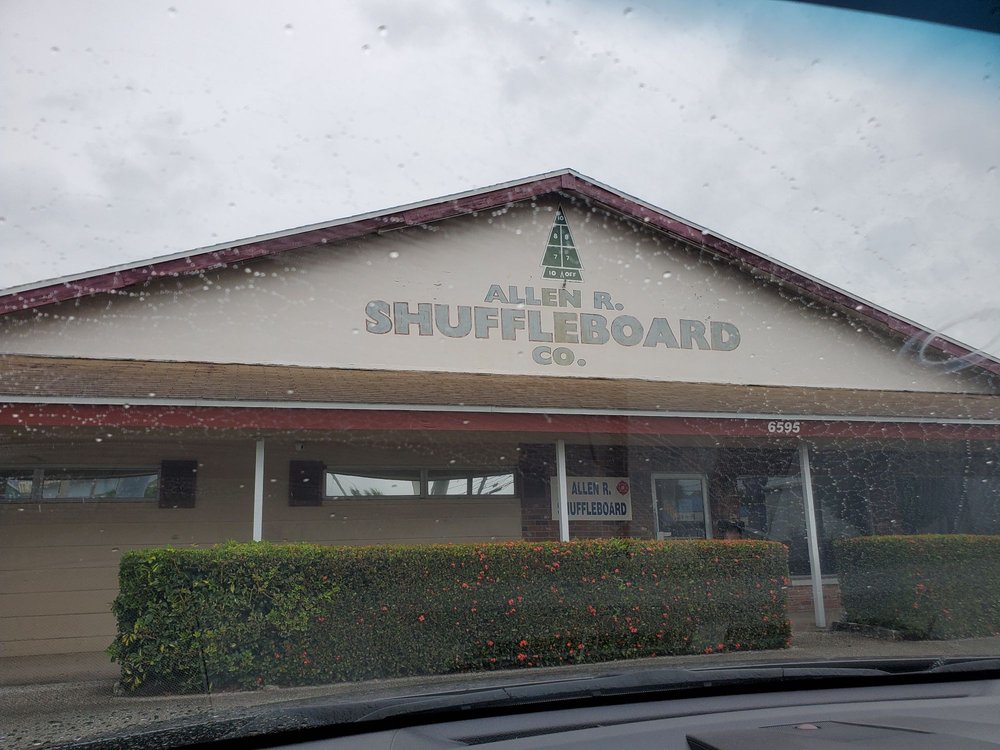 10
8 8
7 7
10 OFF
ALLEN R.
SHUFFLEBOARD
CO.
6595
ALLEN R.
SHUFFLEBOARD